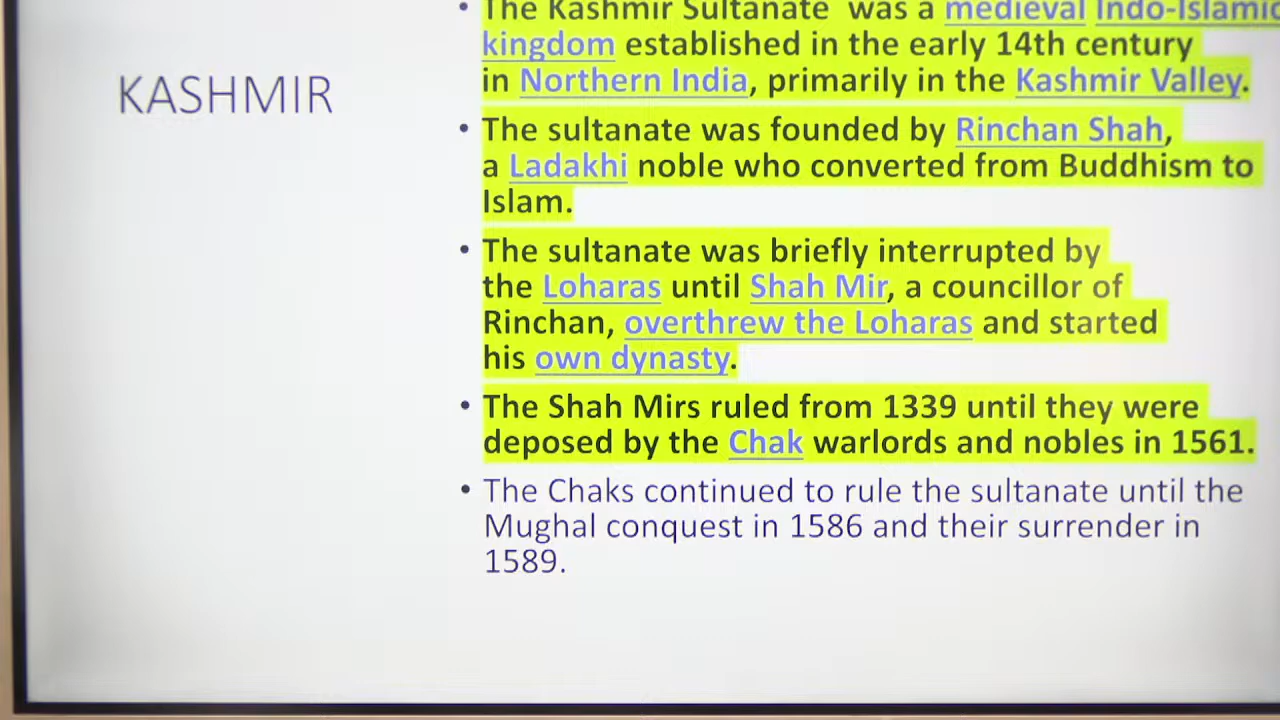 KASHMIR
The Kashmir Sultanate was a medieval Indo-Islamic
kingdom established in the early 14th century
in Northern India, primarily in the Kashmir Valley.
The sultanate was founded by Rinchan Shah,
a Ladakhi noble who converted from Buddhism to
Islam.
The sultanate was briefly interrupted by
the Loharas until Shah Mir, a councillor of
Rinchan, overthrew the Loharas and started
his own dynasty.
The Shah Mirs ruled from 1339 until they were
deposed by the Chak warlords and nobles in 1561.
The Chaks continued to rule the sultanate until the
Mughal conquest in 1586 and their surrender in
1589.